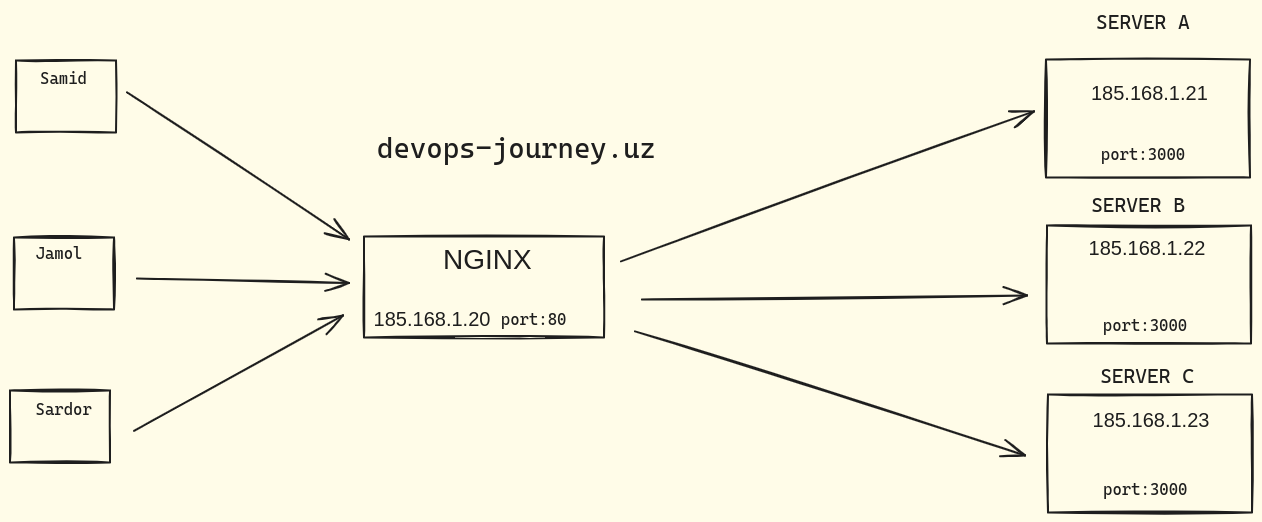 Samid
Jamol
Sardor
devops-journey.uz
NGINX
185.168.1.20 port:80
SERVER A
185.168.1.21
port:3000
SERVER B
185.168.1.22
port:3000
SERVER C
185.168.1.23
port:3000